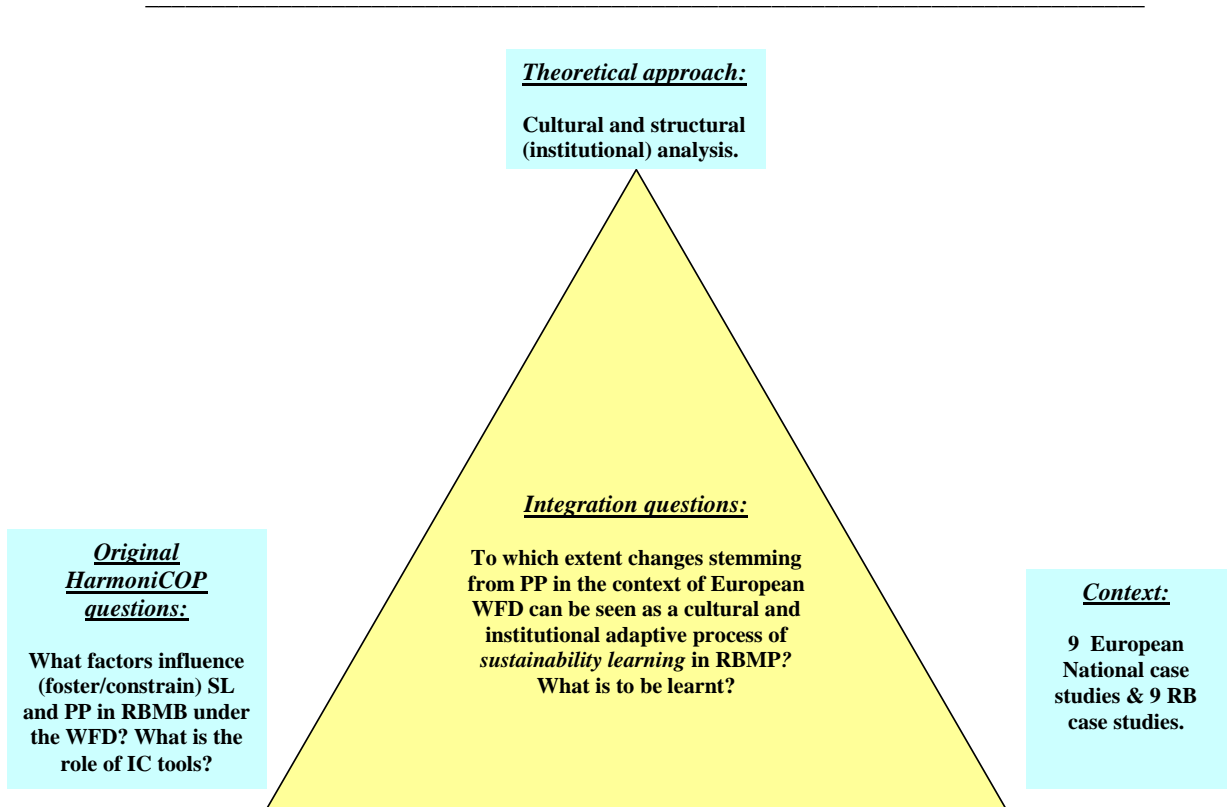 Theoretical approach:
Cultural and structural
(institutional) analysis.
Integration questions:
To which extent changes stemming
from PP in the context of European
WFD can be seen as a cultural and
institutional adaptive process of
sustainability learning in RBMP?
What is to be learnt?
Original
HarmoniCOP
questions:
What factors influence
(foster/constrain) SL
and PP in RBMB under
the WFD? What is the
role of IC tools?
Context:
9 European
National case
studies & 9 RB
case studies.